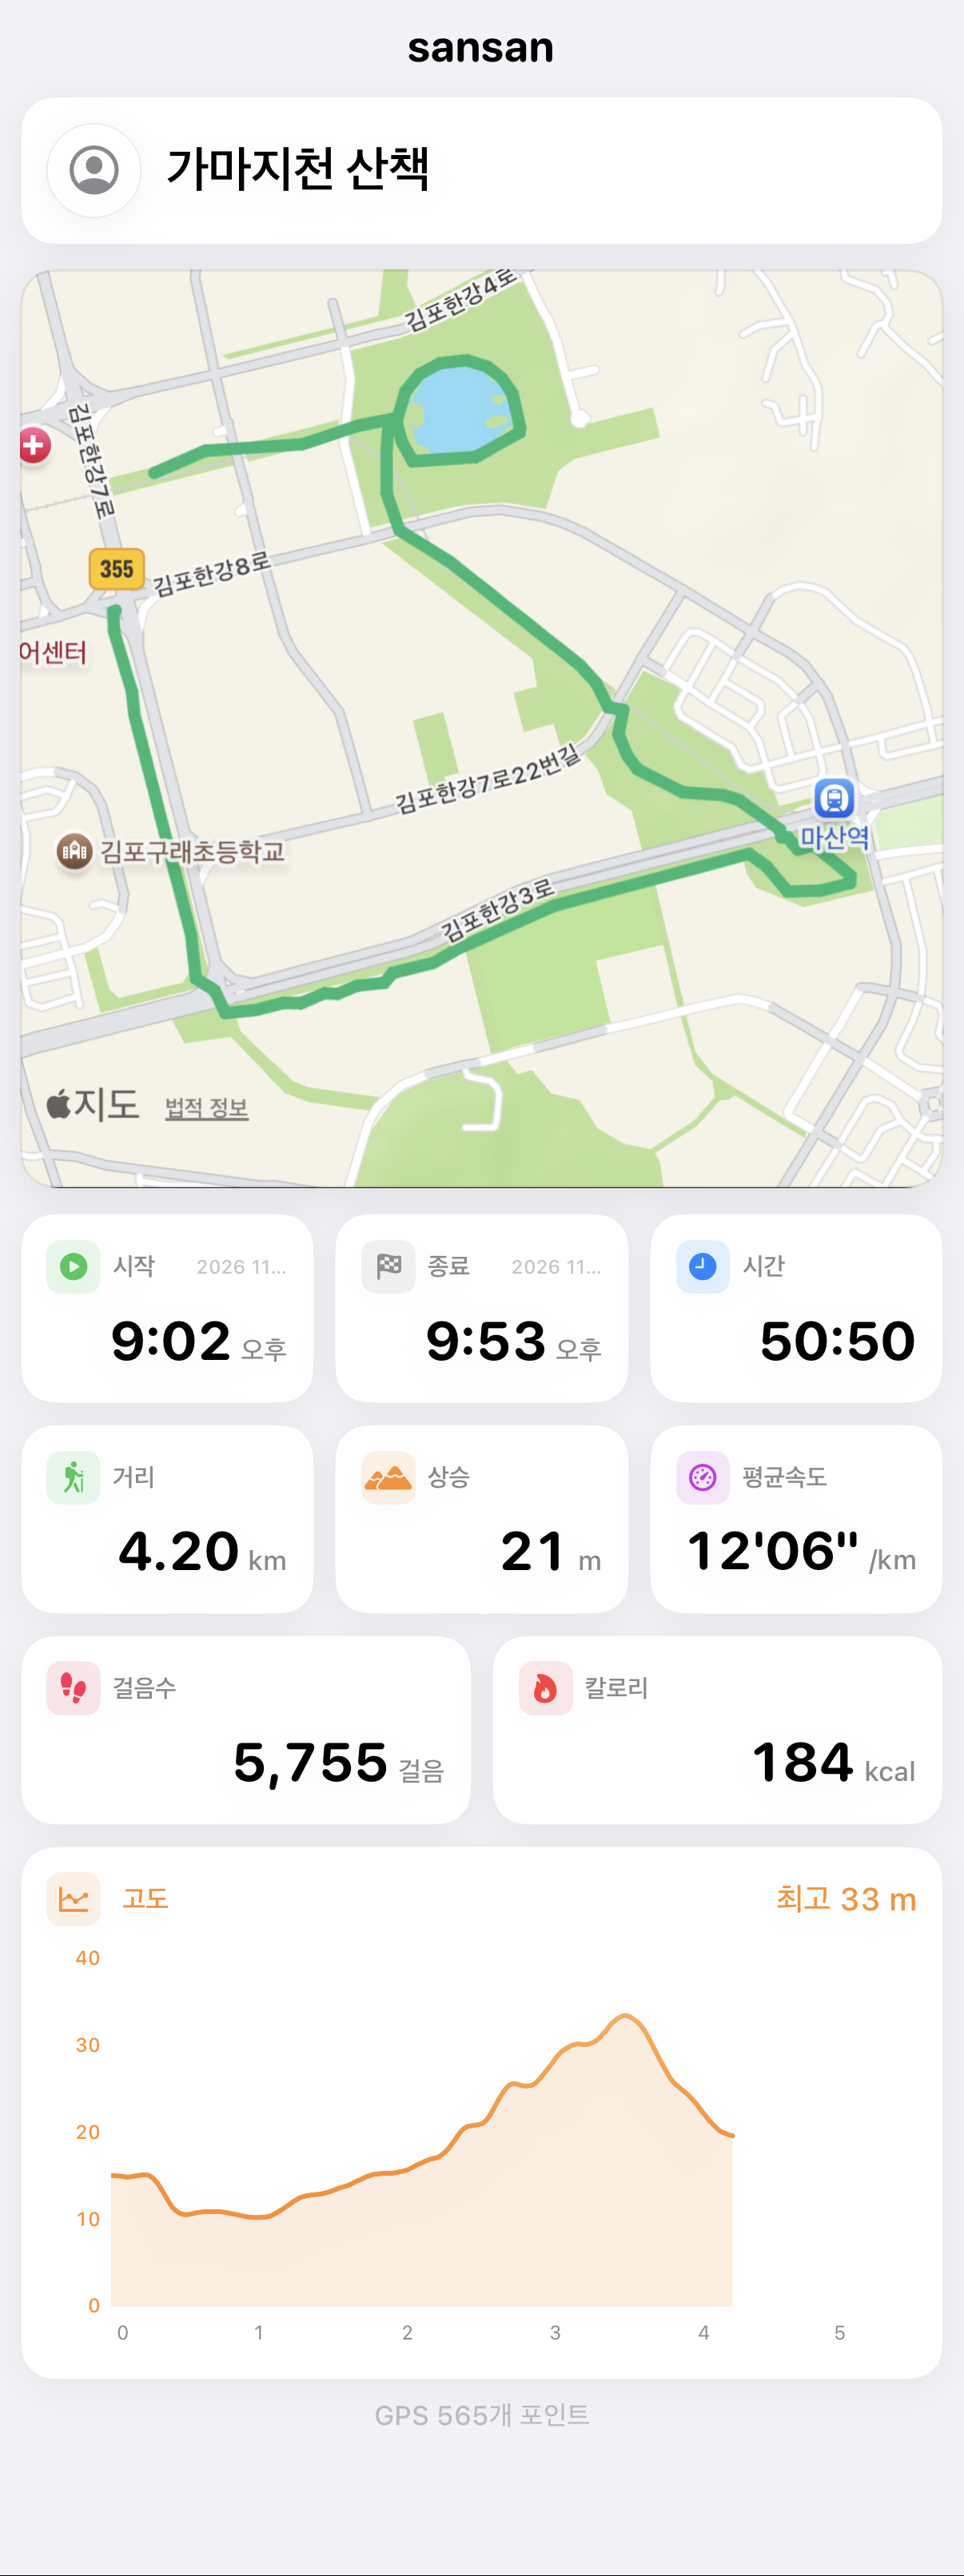 sansan
가마지천 산책
김포한강4로
김포한강7로
355
김포한강8로
어센터
김포한강7로22번길
마산역
김포구래초등학교
김포한강3로
지도 법적 정보
시작 2026 11...
9:02 오후
종료 2026 11...
9:53 오후
시간
50:50
거리
4.20 km
상승
21 m
평균속도
12'06" /km
걸음수
5,755 걸음
칼로리
184 kcal
고도 최고 33 m
40
30
20
10
0
0 1 2 3 4 5
GPS 565개 포인트